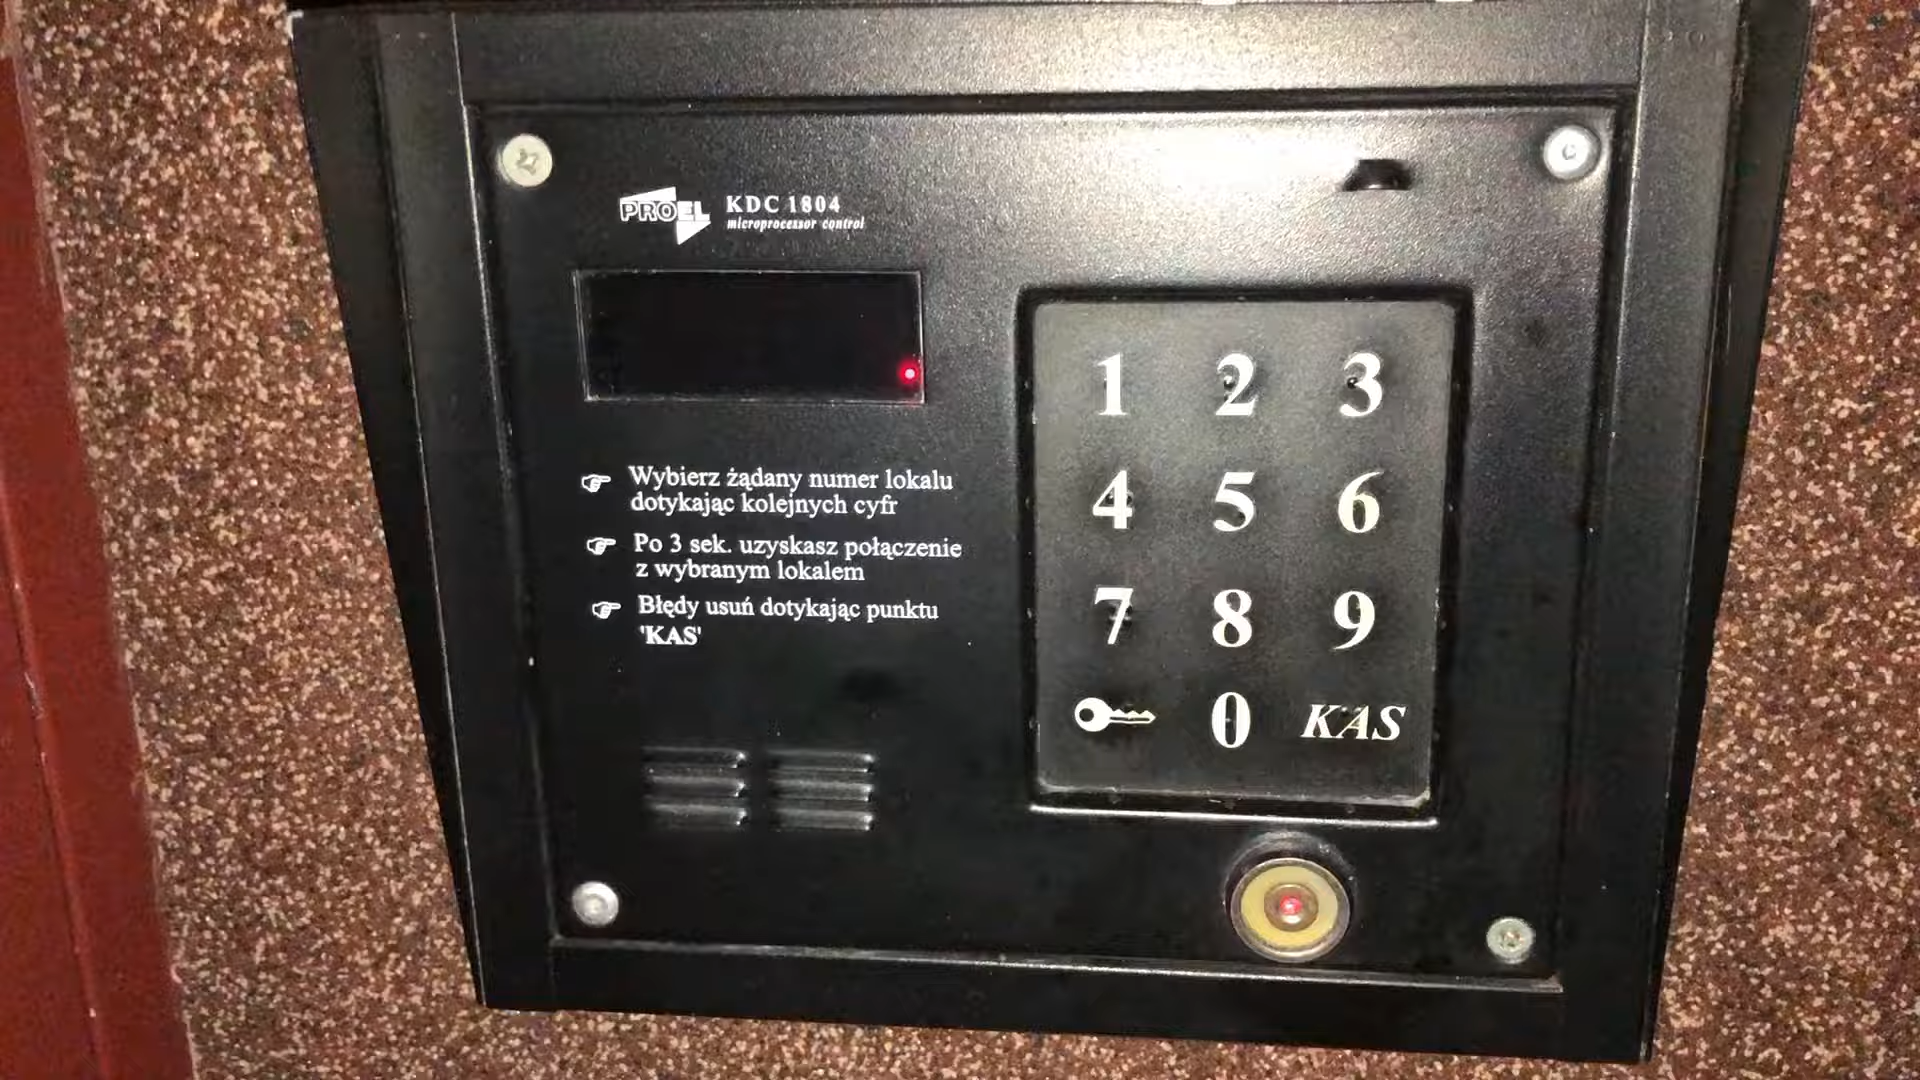 PROEL KDC 1804
microprocessor control
Wybierz żądany numer lokalu
dotykając kolejnych cyfr
Po 3 sek. uzyskasz połączenie
z wybranym lokalem
Błędy usuń dotykając punktu
'KAS'
1 2 3
4 5 6
7 8 9
0 KAS